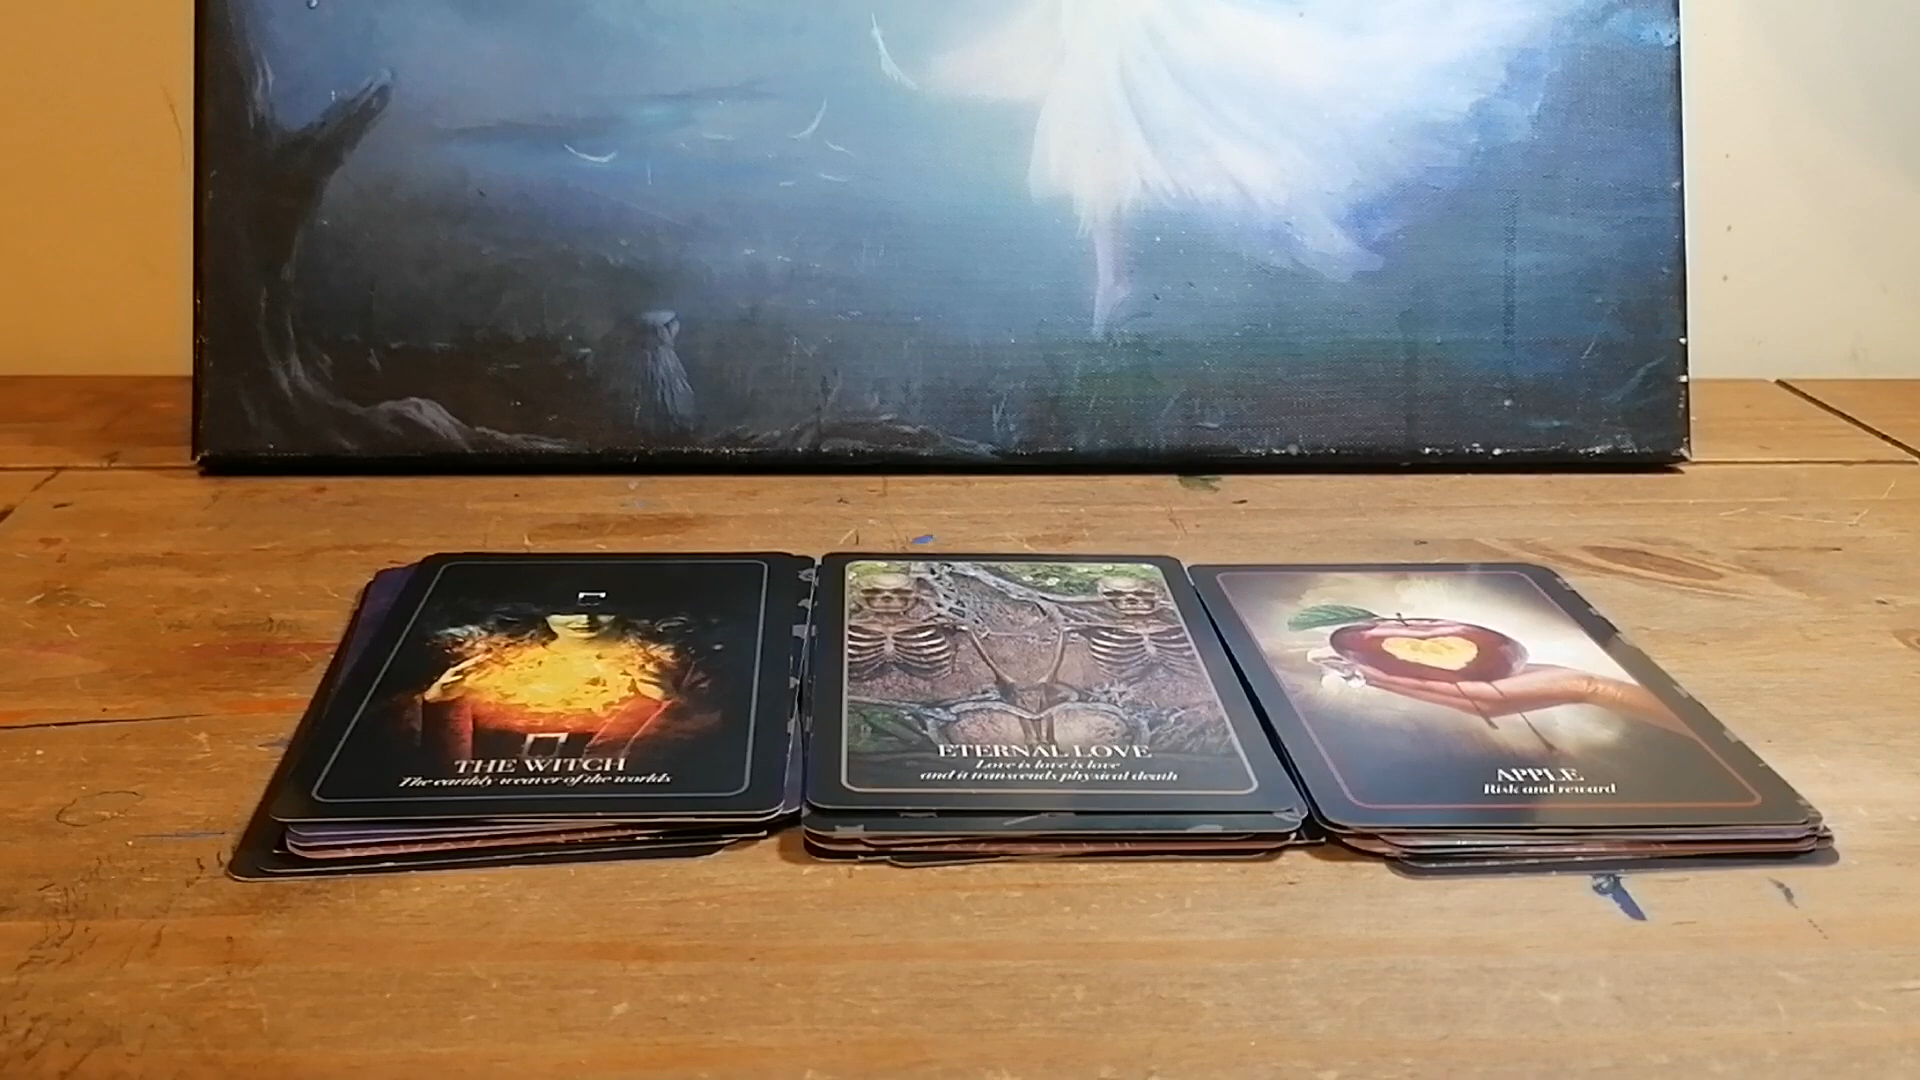 THE WITCH
The earthly weaver of the worlds
ETERNAL LOVE
Love is love is love
and it transcends physical death
APPLE
Risk and reward